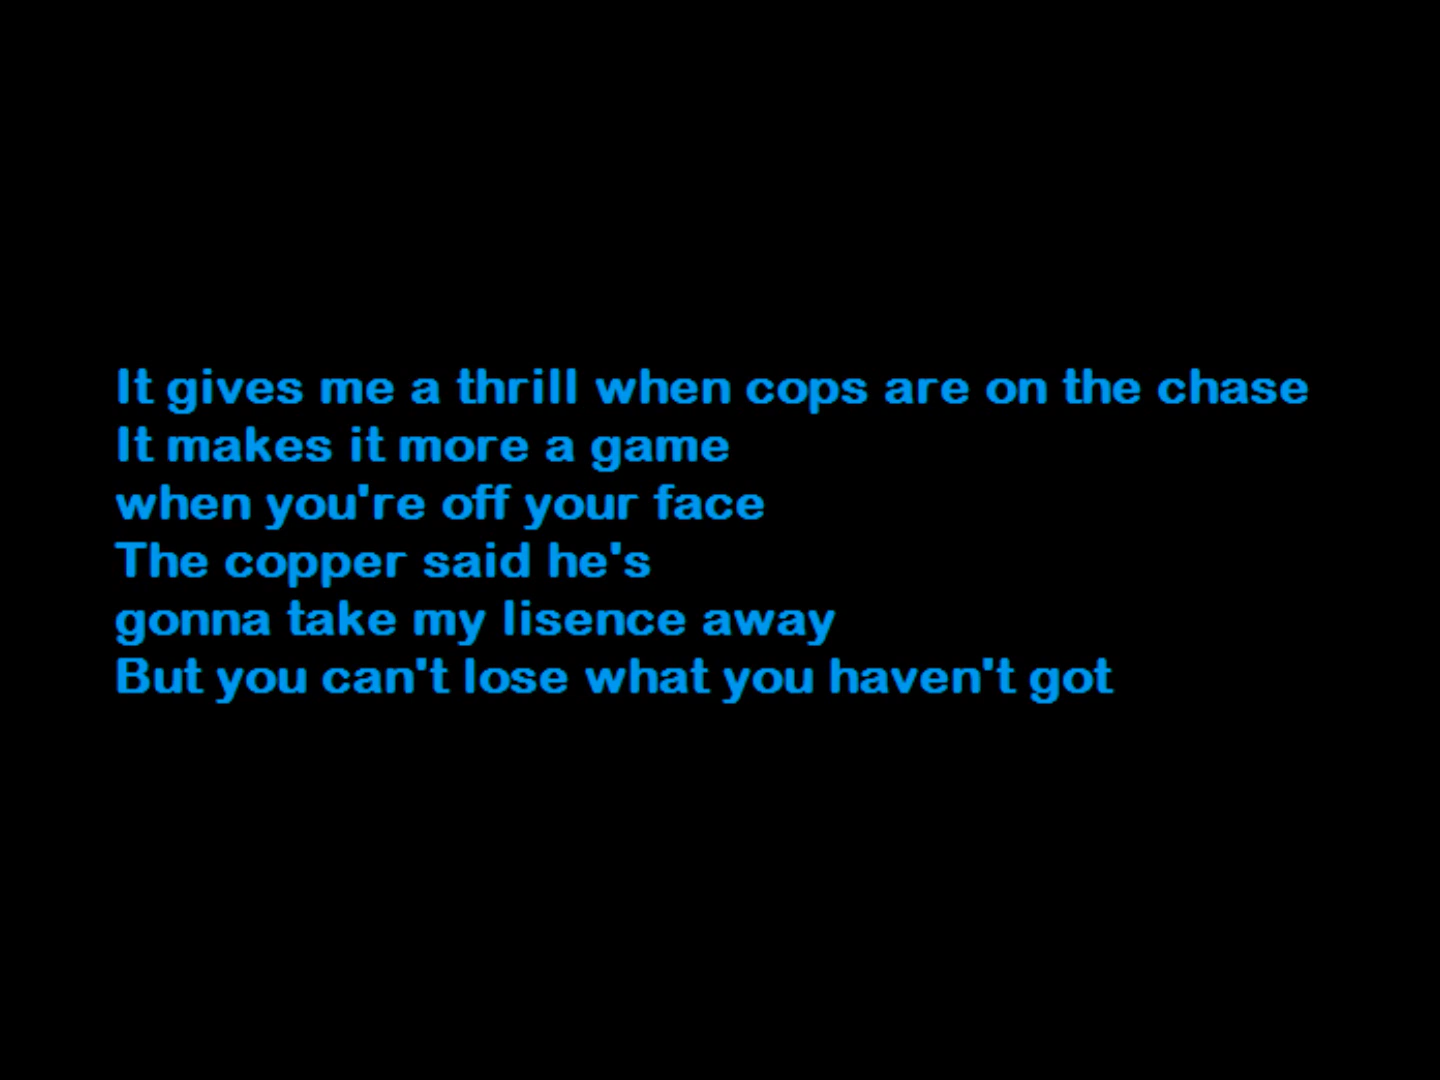 It gives me a thrill when cops are on the chase
It makes it more a game
when you're off your face
The copper said he's
gonna take my lisence away
But you can't lose what you haven't got